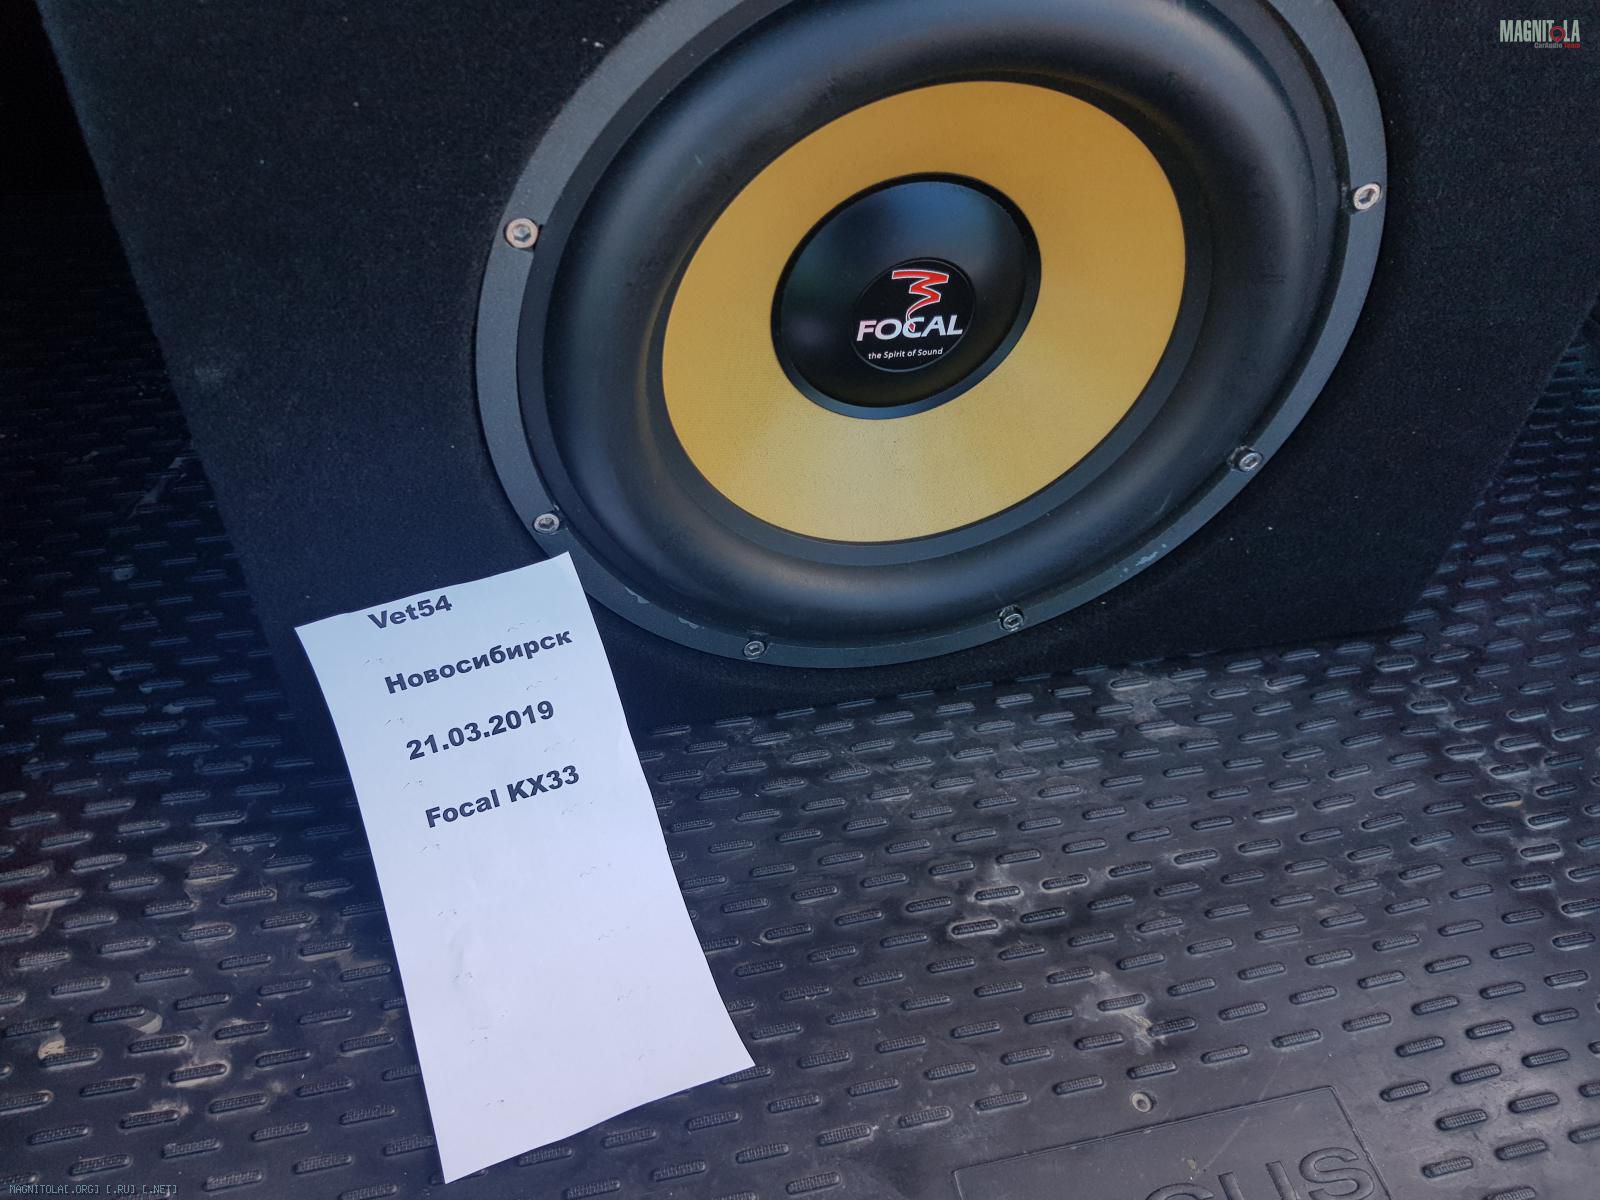 MAGNITOLA
CarAudio Team
FOCAL
the Spirit of Sound
Vet54
Новосибирск
21.03.2019
Focal KX33
MAGNITOLA[.ORG] [.RU] [.NET]